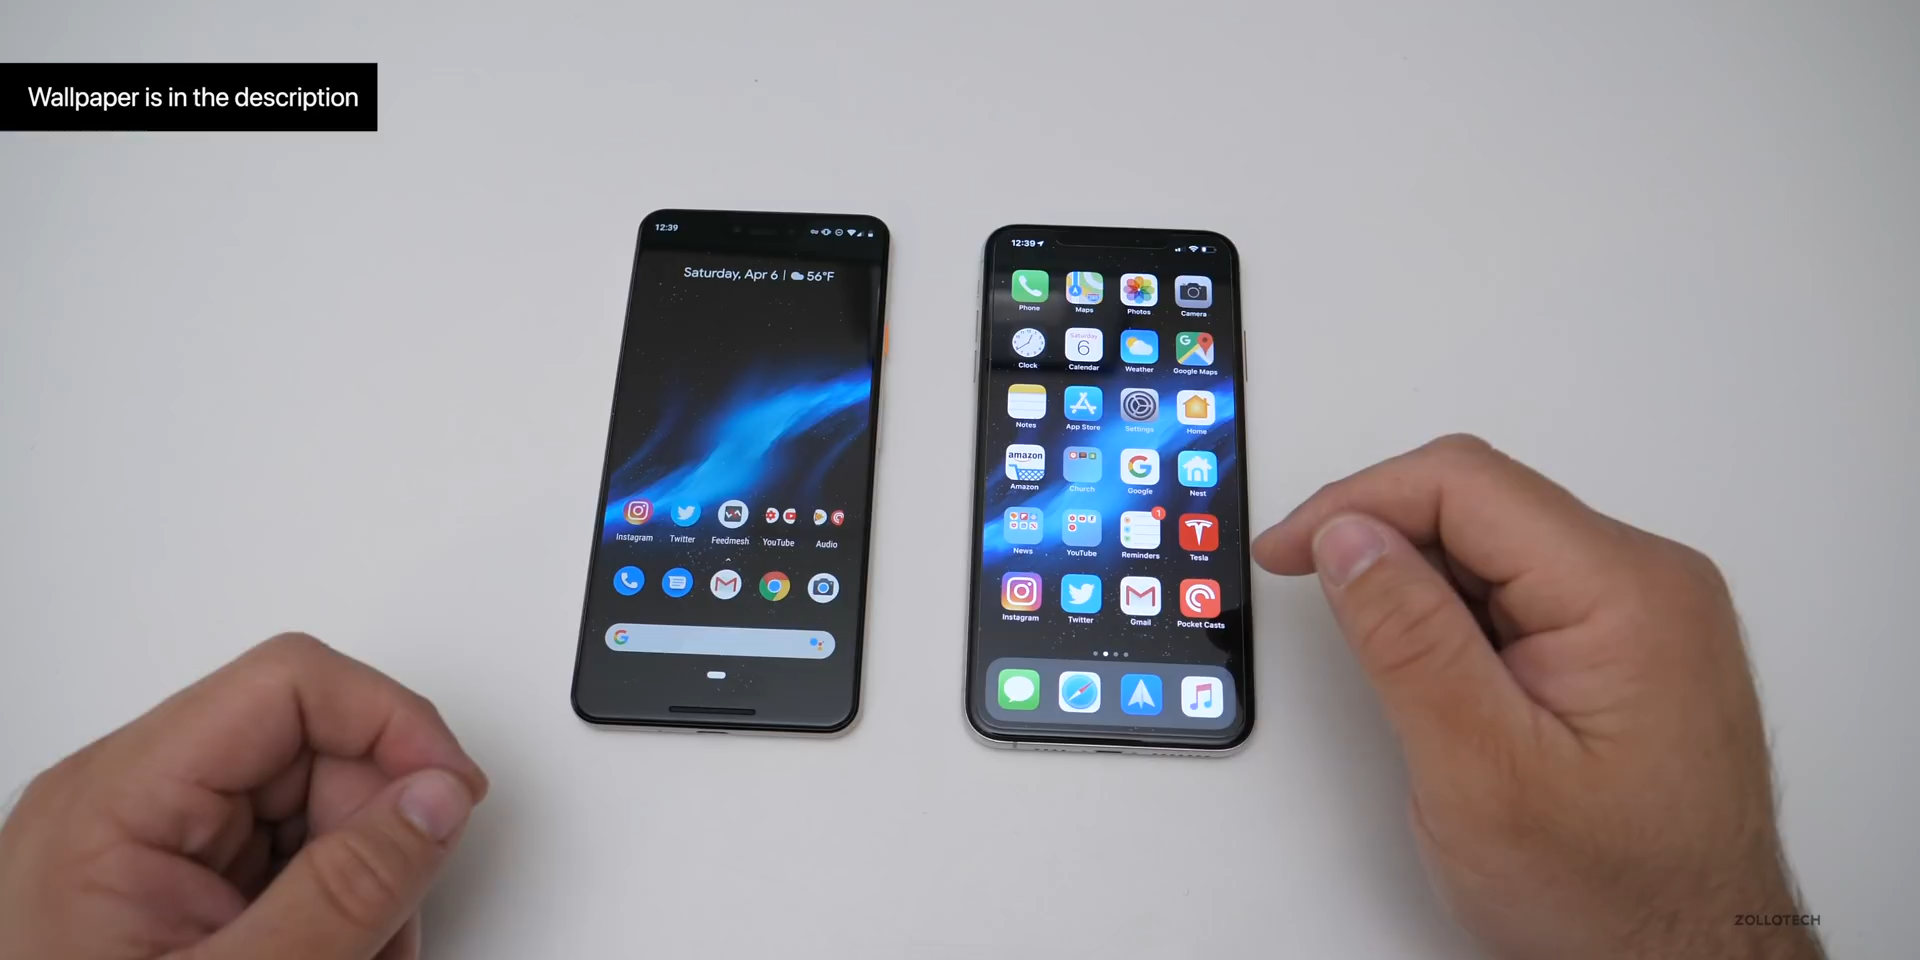 Wallpaper is in the description
12:39
Saturday, Apr 6 | 56°F
Instagram Twitter Feedmesh YouTube Audio
12:39
Phone Maps Photos Camera
Saturday
6
Clock Calendar Weather Google Maps
Notes App Store Settings Home
amazon
Amazon Church Google Nest
1
News YouTube Reminders Tesla
Instagram Twitter Gmail Pocket Casts
ZOLLOTECH